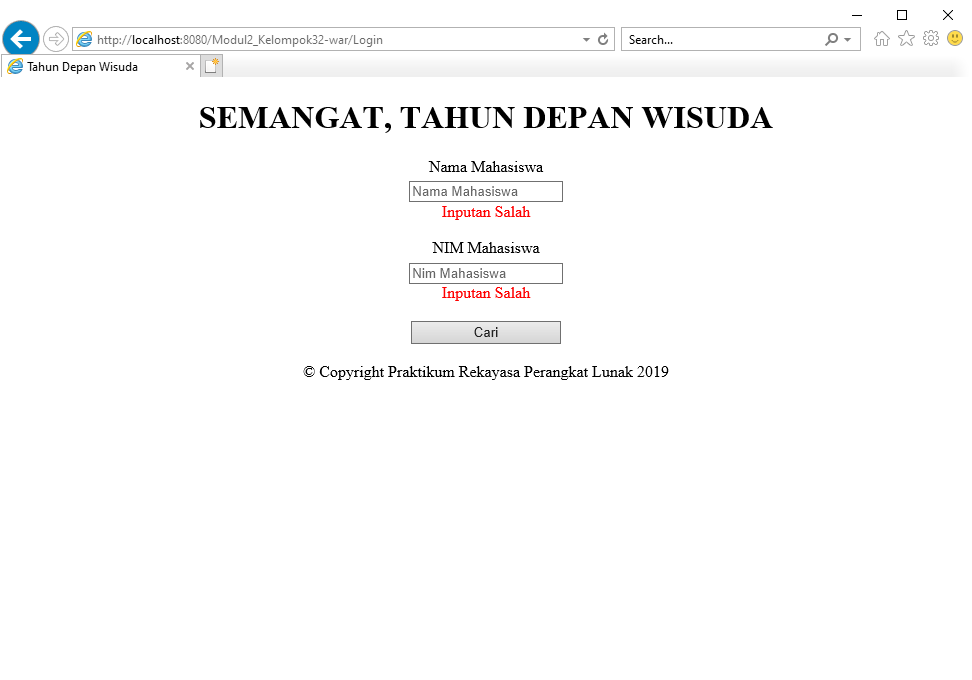 http://localhost:8080/Modul2_Kelompok32-war/Login
Search...
Tahun Depan Wisuda
SEMANGAT, TAHUN DEPAN WISUDA
Nama Mahasiswa
Nama Mahasiswa
Inputan Salah
NIM Mahasiswa
Nim Mahasiswa
Inputan Salah
Cari
© Copyright Praktikum Rekayasa Perangkat Lunak 2019